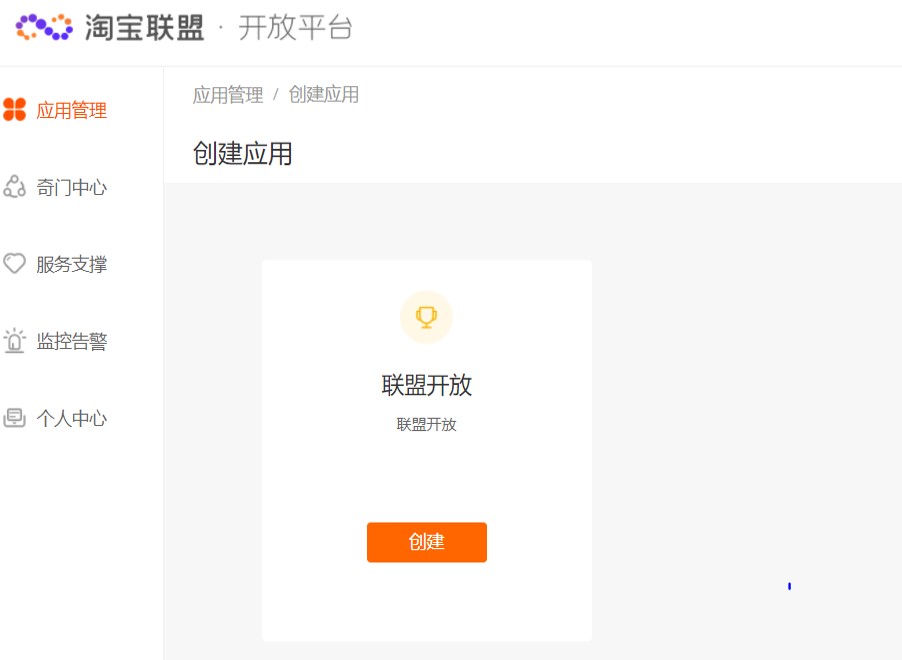 淘宝联盟 · 开放平台
应用管理
奇门中心
服务支撑
监控告警
个人中心
应用管理 / 创建应用
创建应用
联盟开放
联盟开放
创建